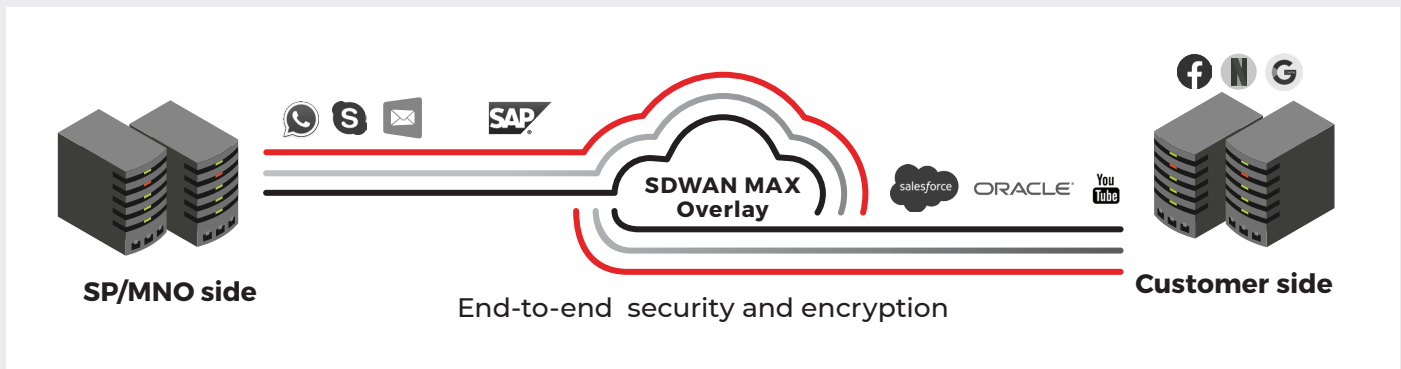 SAP
SDWAN MAX
Overlay
salesforce
ORACLE
You
Tube
SP/MNO side
Customer side
End-to-end security and encryption